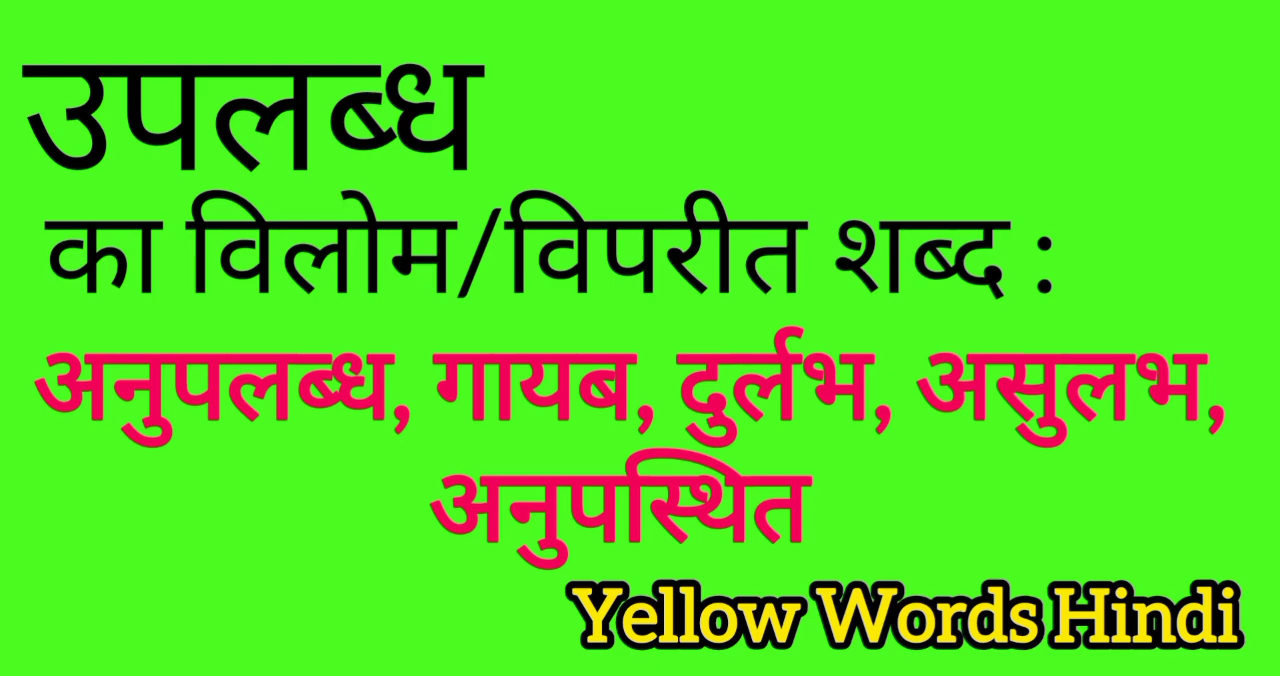 उपलब्ध
का विलोम/विपरीत शब्द :
अनुपलब्ध, गायब, दुर्लभ, असुलभ,
अनुपस्थित
Yellow Words Hindi